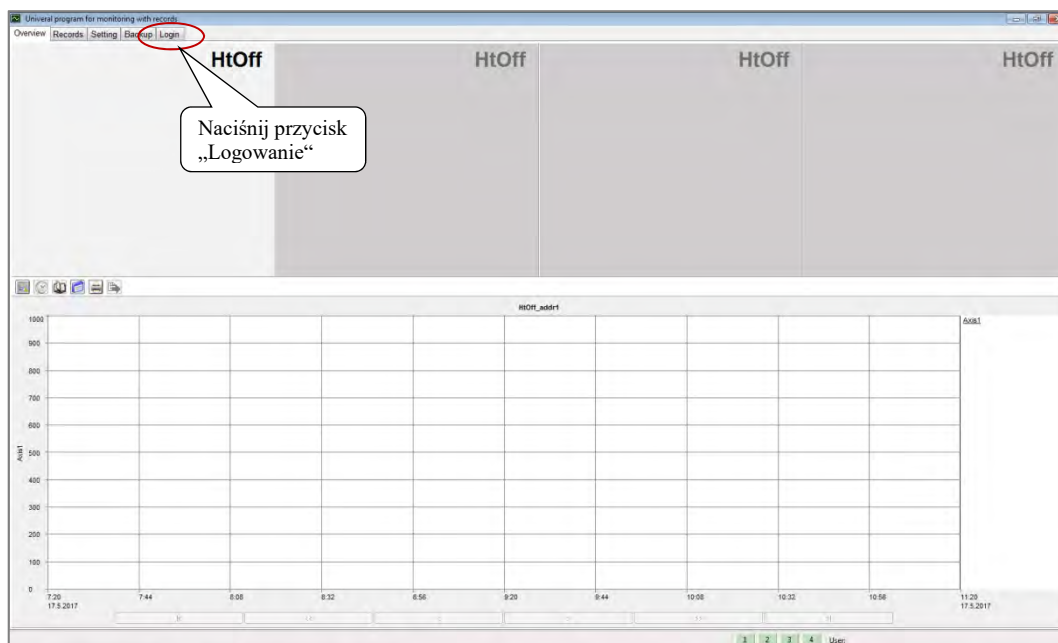 Univeral program for monitoring with records
Overview Records Setting Backup Login
HtOff HtOff HtOff HtOff
Naciśnij przycisk
„Logowanie“
HtOff_addr1
1000
900
800
700
600
500
400
300
200
100
0
Axis1
Axis1
7:20 7:44 8:08 8:32 8:56 9:20 9:44 10:08 10:32 10:56 11:20
17.5.2017 17.5.2017
1 2 3 4 User: